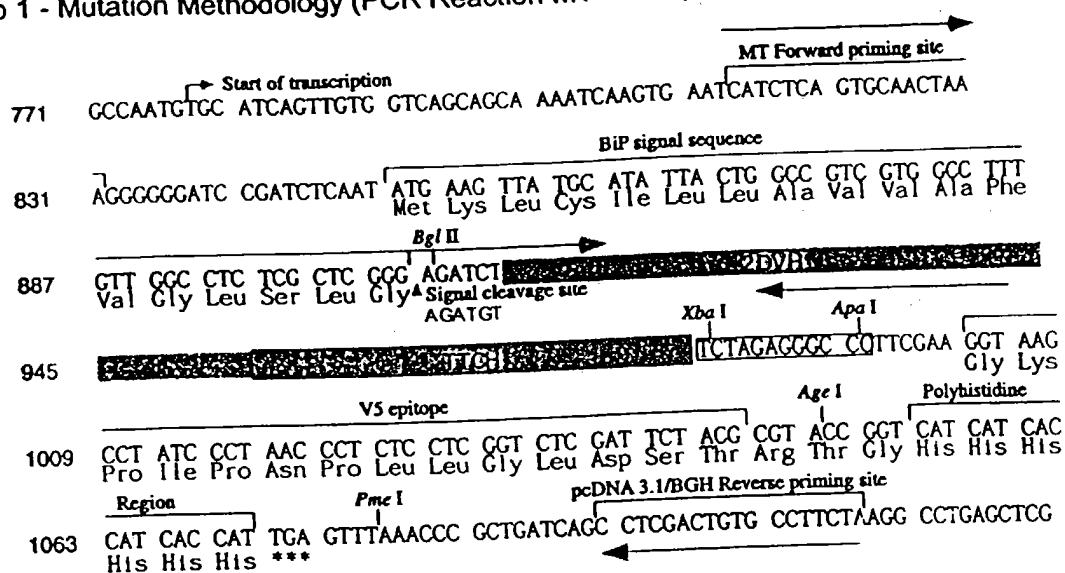 1 - Mutation Methodology (PCR Reaction
Start of transcription
MT Forward priming site
771 GCCAATGTGC ATCAGTTGTG GTCAGCAGCA AAATCAAGTG AATCATCTCA GTGCAACTAA
BiP signal sequence
831 AGGGGGGATC CGATCTCAAT ATG AAG TTA TGC ATA TTA CTG GCC GTC GTG GCC TTT
Met Lys Leu Cys Ile Leu Leu Ala Val Val Ala Phe
Bgl II
887 GTT GGC CTC TCG CTC GGG AGATCT
Val Gly Leu Ser Leu Gly Signal cleavage site
AGATGT
Xba I Apa I
945 TCTAGAGGGC CCTTCGAA GGT AAG
Gly Lys
V5 epitope Age I Polyhistidine
1009 CCT ATC CCT AAC CCT CTC CTC GGT CTC GAT TCT ACG CGT ACC GGT CAT CAT CAC
Pro Ile Pro Asn Pro Leu Leu Gly Leu Asp Ser Thr Arg Thr Gly His His His
Region Pme I pcDNA 3.1/BGH Reverse priming site
1063 CAT CAC CAT TGA GTTTAAACCC GCTGATCAGC CTCGACTGTG CCTTCTAAGG CCTGAGCTCG
His His His ***